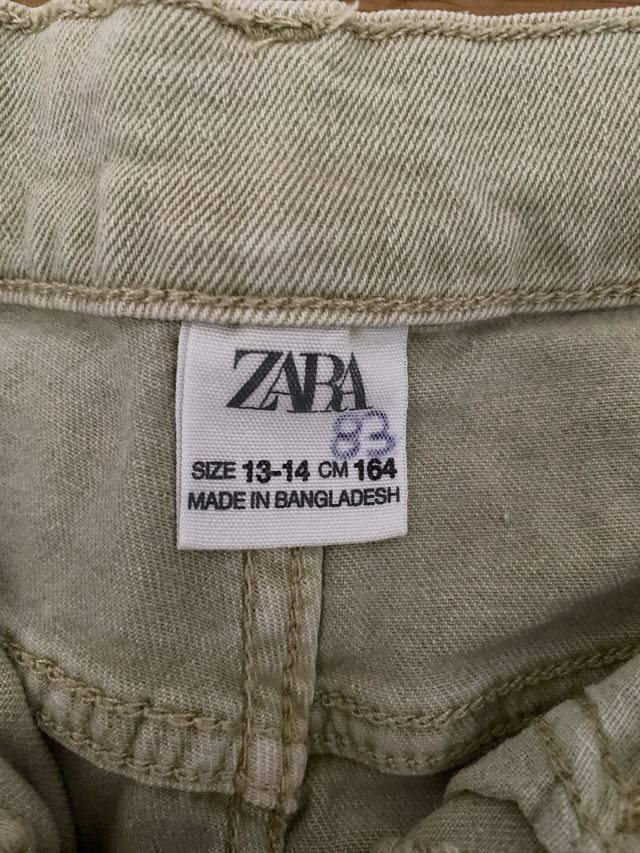 ZARA
83
SIZE 13-14 CM 164
MADE IN BANGLADESH